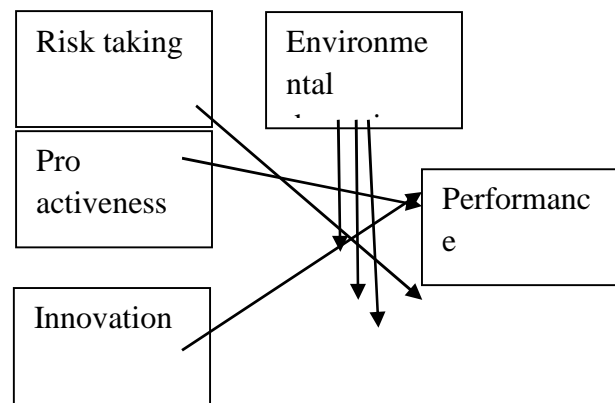 Risk taking
Environme
ntal
Pro
activeness
Performanc
e
Innovation